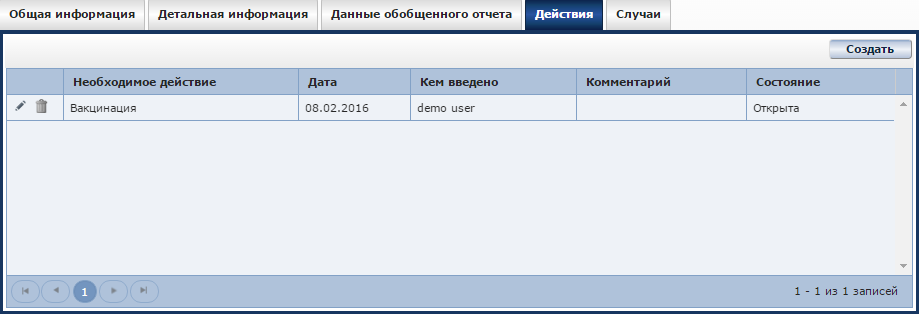 Общая информация Детальная информация Данные обобщенного отчета Действия Случаи
Создать
Необходимое действие Дата Кем введено Комментарий Состояние
Вакцинация 08.02.2016 demo user Открыта
1 1 - 1 из 1 записей